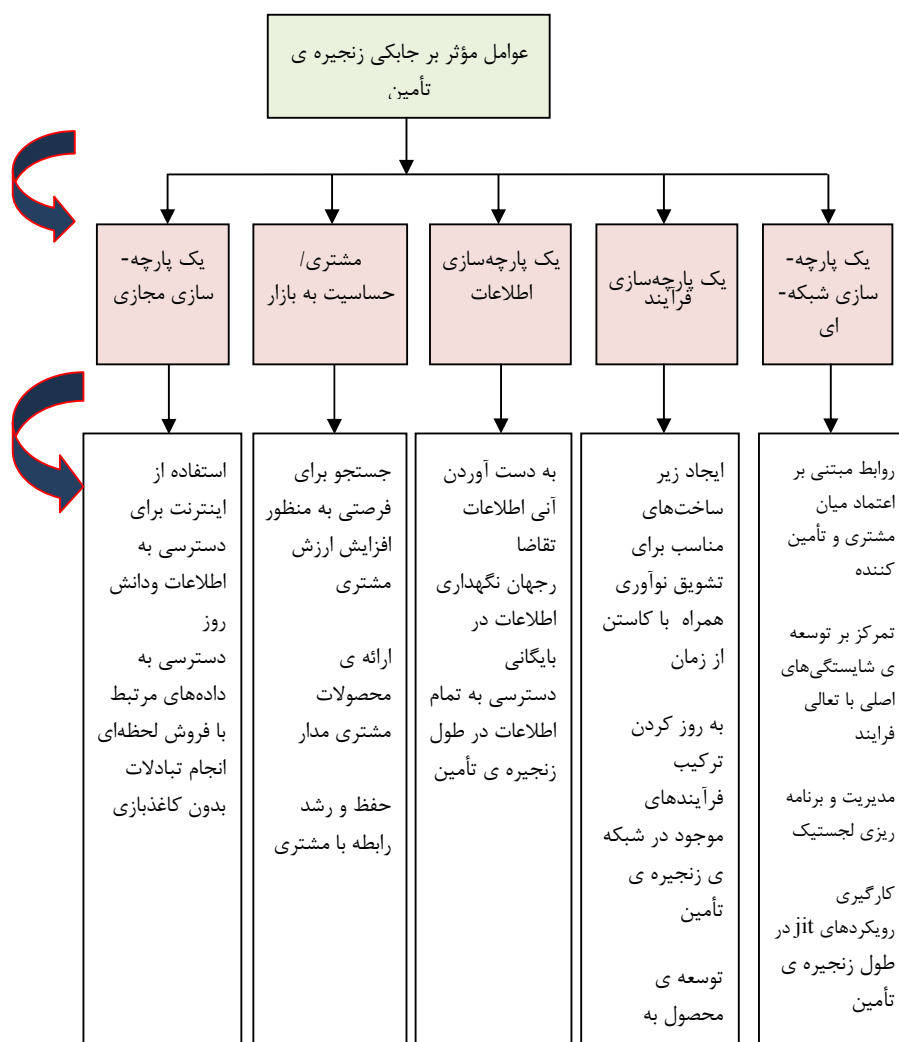 عوامل مؤثر بر جابکی زنجیره ی
تأمین
یک پارچه-
سازی شبکه-
ای
یک پارچه‌سازی
فرآیند
یک پارچه‌سازی
اطلاعات
مشتری/
حساسیت به بازار
یک پارچه-
سازی مجازی
روابط مبتنی بر
اعتماد میان
مشتری و تأمین
کننده
تمرکز بر توسعه
ی شایستگی‌های
اصلی با تعالی
فرایند
مدیریت و برنامه
ریزی لجستیک
کارگیری
رویکردهای jit در
طول زنجیره ی
تأمین
ایجاد زیر
ساخت‌های
مناسب برای
تشویق نوآوری
همراه با کاستن
از زمان
به روز کردن
ترکیب
فرآیندهای
موجود در شبکه
ی زنجیره ی
تأمین
توسعه ی
محصول به
به دست آوردن
آنی اطلاعات
تقاضا
رجهان نگهداری
اطلاعات در
بایگانی
دسترسی به تمام
اطلاعات در طول
زنجیره ی تأمین
جستجو برای
فرصتی به منظور
افزایش ارزش
مشتری
ارائه ی
محصولات
مشتری مدار
حفظ و رشد
رابطه با مشتری
استفاده از
اینترنت برای
دسترسی به
اطلاعات ودانش
روز
دسترسی به
داده‌های مرتبط
با فروش لحظه‌ای
انجام تبادلات
بدون کاغذبازی